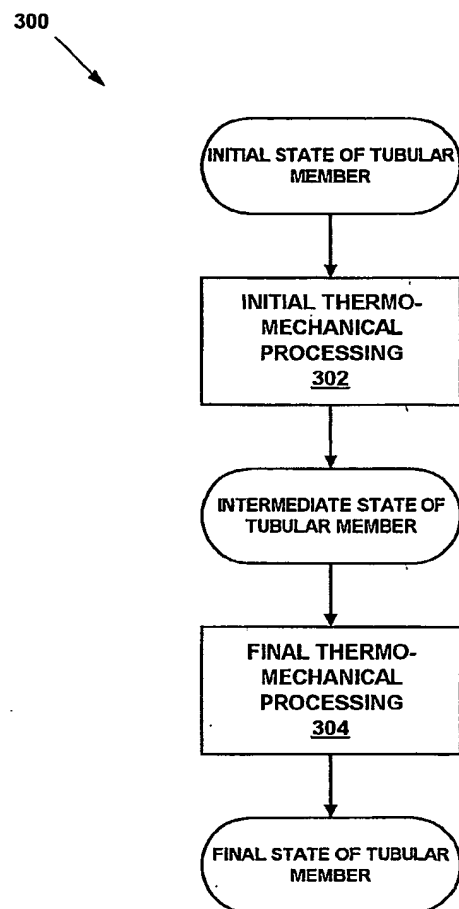 300
INITIAL STATE OF TUBULAR
MEMBER
INITIAL THERMO-
MECHANICAL
PROCESSING
302
INTERMEDIATE STATE OF
TUBULAR MEMBER
FINAL THERMO-
MECHANICAL
PROCESSING
304
FINAL STATE OF TUBULAR
MEMBER